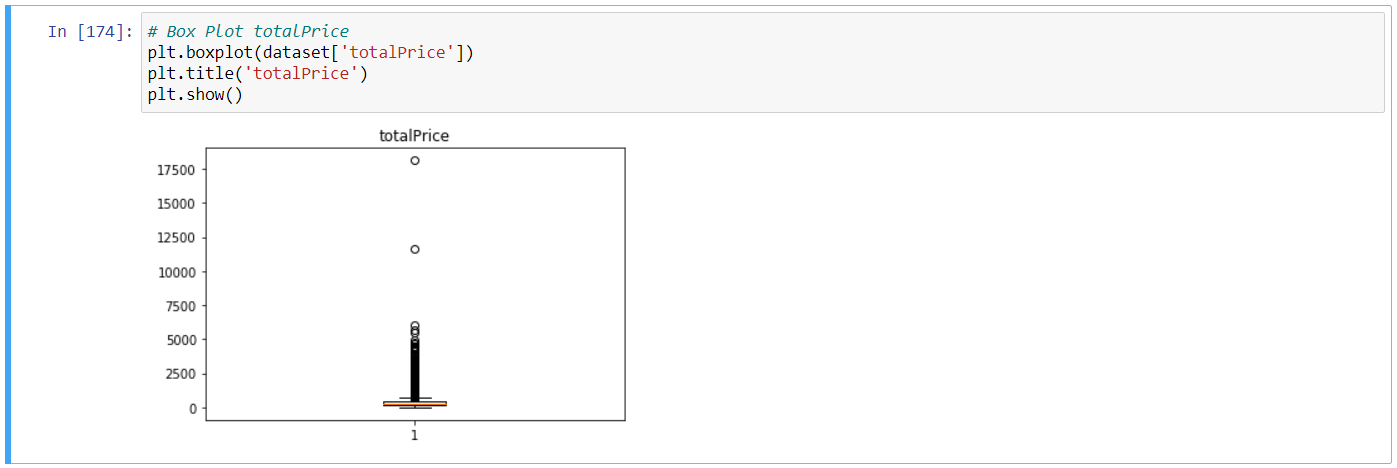 In [174]: # Box Plot totalPrice
plt.boxplot(dataset['totalPrice'])
plt.title('totalPrice')
plt.show()
totalPrice
17500
15000
12500
10000
7500
5000
2500
0
1